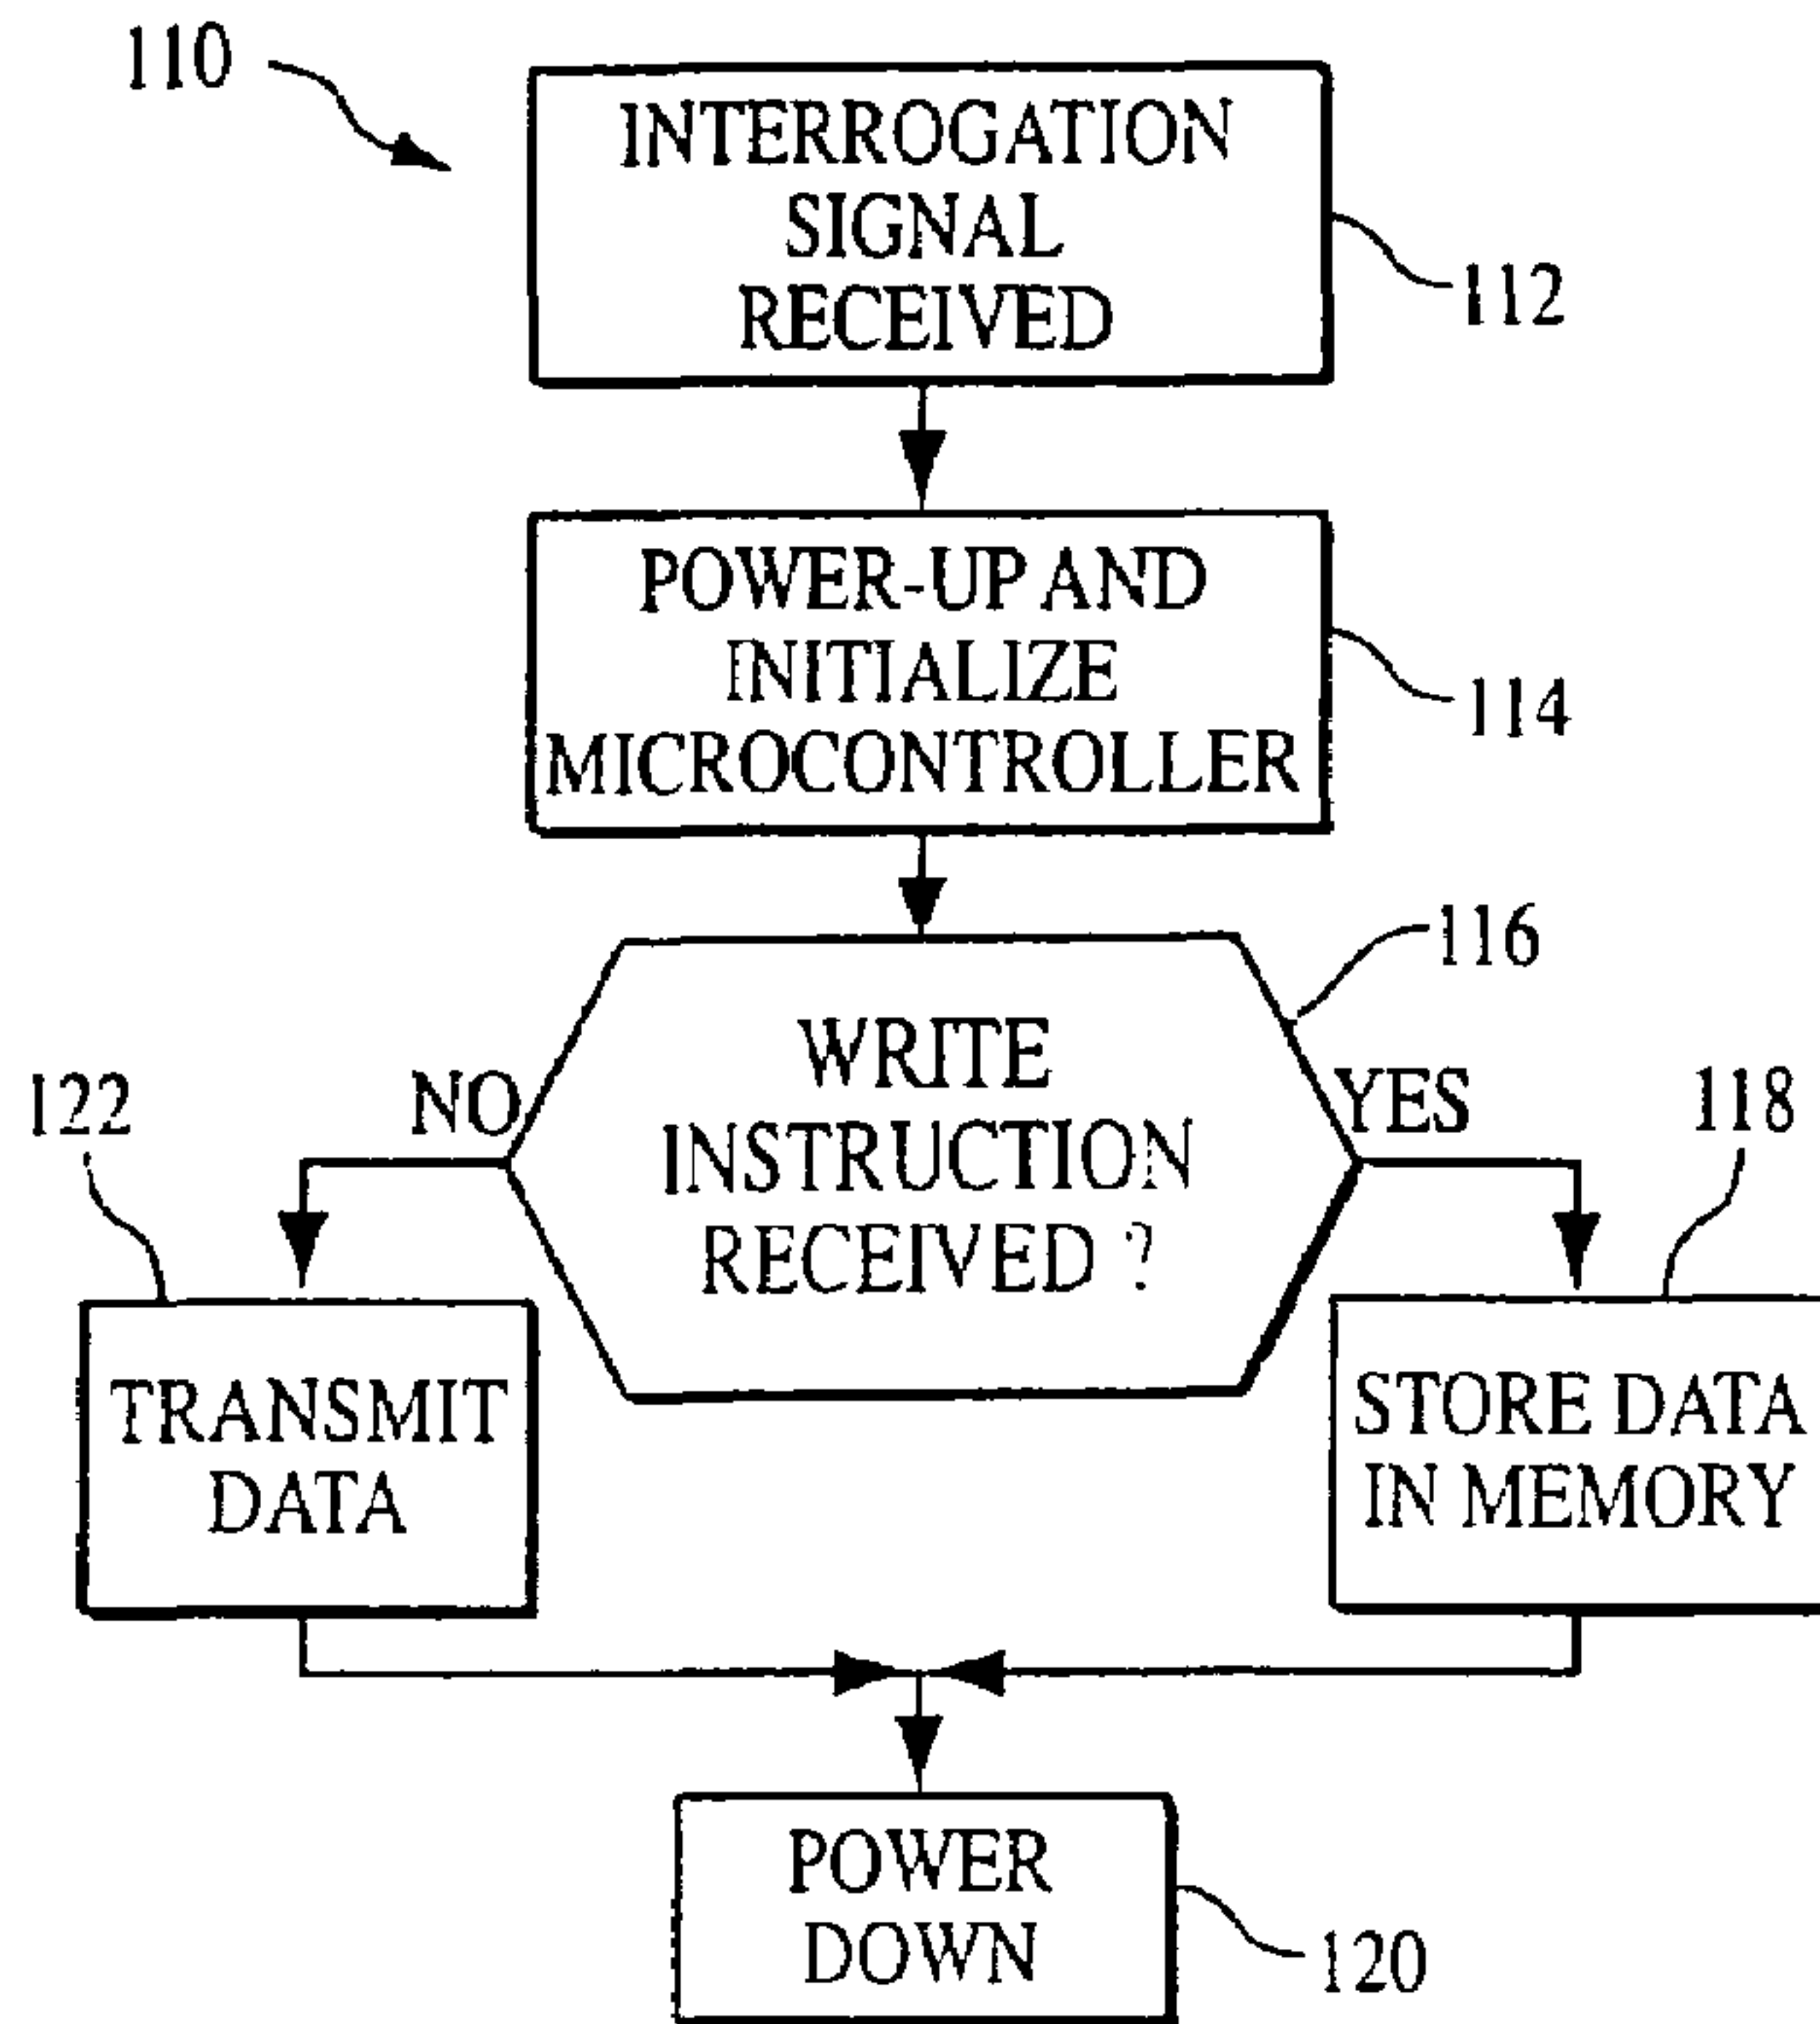 110
INTERROGATION
SIGNAL
RECEIVED
112
POWER-UP AND
INITIALIZE
MICROCONTROLLER
114
116
WRITE
INSTRUCTION
RECEIVED ?
NO
YES
122
118
TRANSMIT
DATA
STORE DATA
IN MEMORY
POWER
DOWN
120